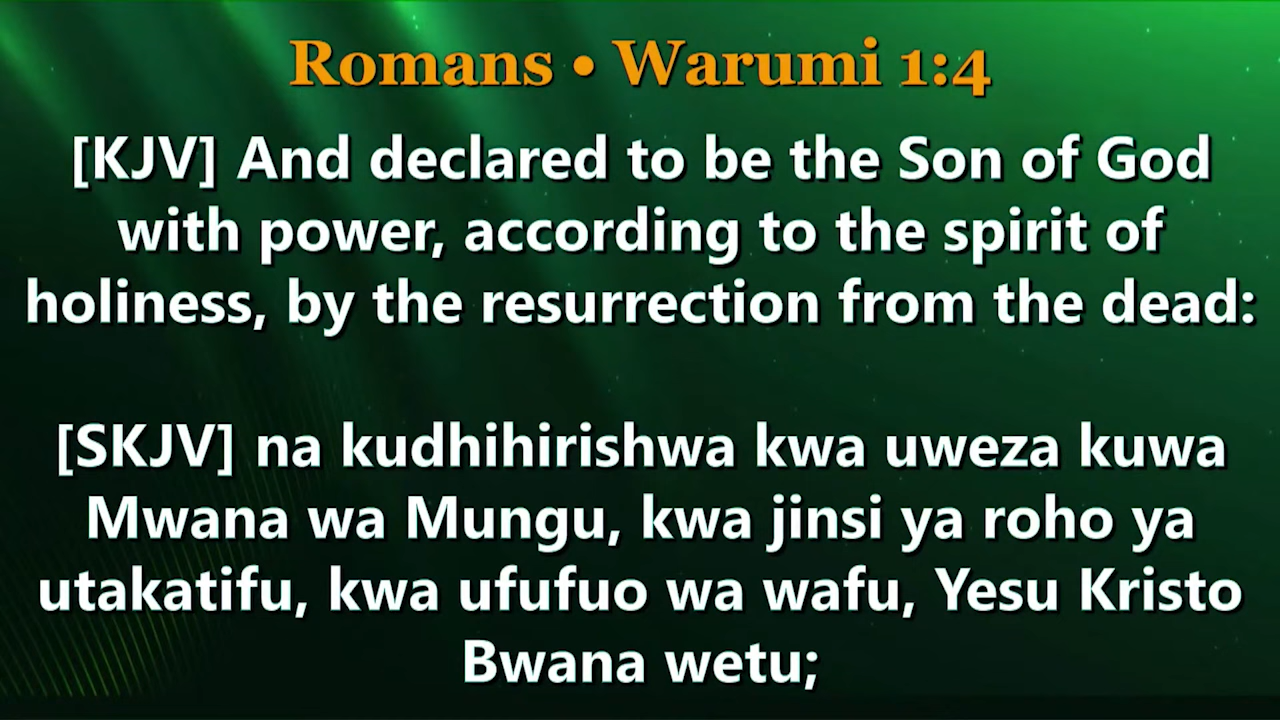 Romans • Warumi 1:4
[KJV] And declared to be the Son of God
with power, according to the spirit of
holiness, by the resurrection from the dead:
[SKJV] na kudhihirishwa kwa uweza kuwa
Mwana wa Mungu, kwa jinsi ya roho ya
utakatifu, kwa ufufuo wa wafu, Yesu Kristo
Bwana wetu;